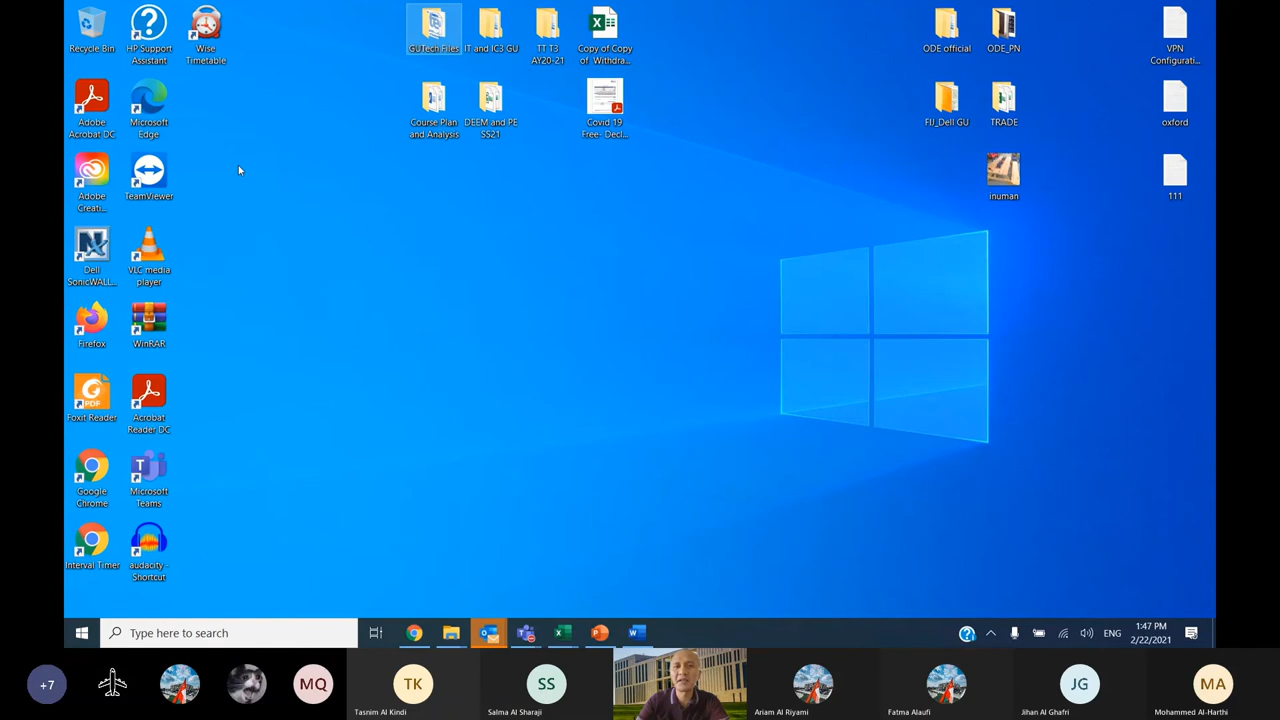 Recycle Bin
HP Support
Assistant
Wise
Timetable
GUTech Files
IT and IC3 GU
TT T3
AY20-21
Copy of Copy
of Withdra...
ODE official
ODE_PN
VPN
Configurati...
Adobe
Acrobat DC
Microsoft
Edge
Course Plan
and Analysis
DEEM and PE
SS21
Covid 19
Free- Decl...
FIJ_Dell GU
TRADE
oxford
Adobe
Creati...
TeamViewer
inuman
111
Dell
SonicWALL...
VLC media
player
Firefox
WinRAR
PDF
Foxit Reader
Acrobat
Reader DC
Google
Chrome
Microsoft
Teams
Interval Timer
audacity -
Shortcut
Type here to search
ENG
1:47 PM
2/22/2021
+7
MQ
TK
Tasnim Al Kindi
SS
Salma Al Sharaji
Ariam Al Riyami
Fatma Alaufi
JG
Jihan Al Ghafri
MA
Mohammed Al-Harthi